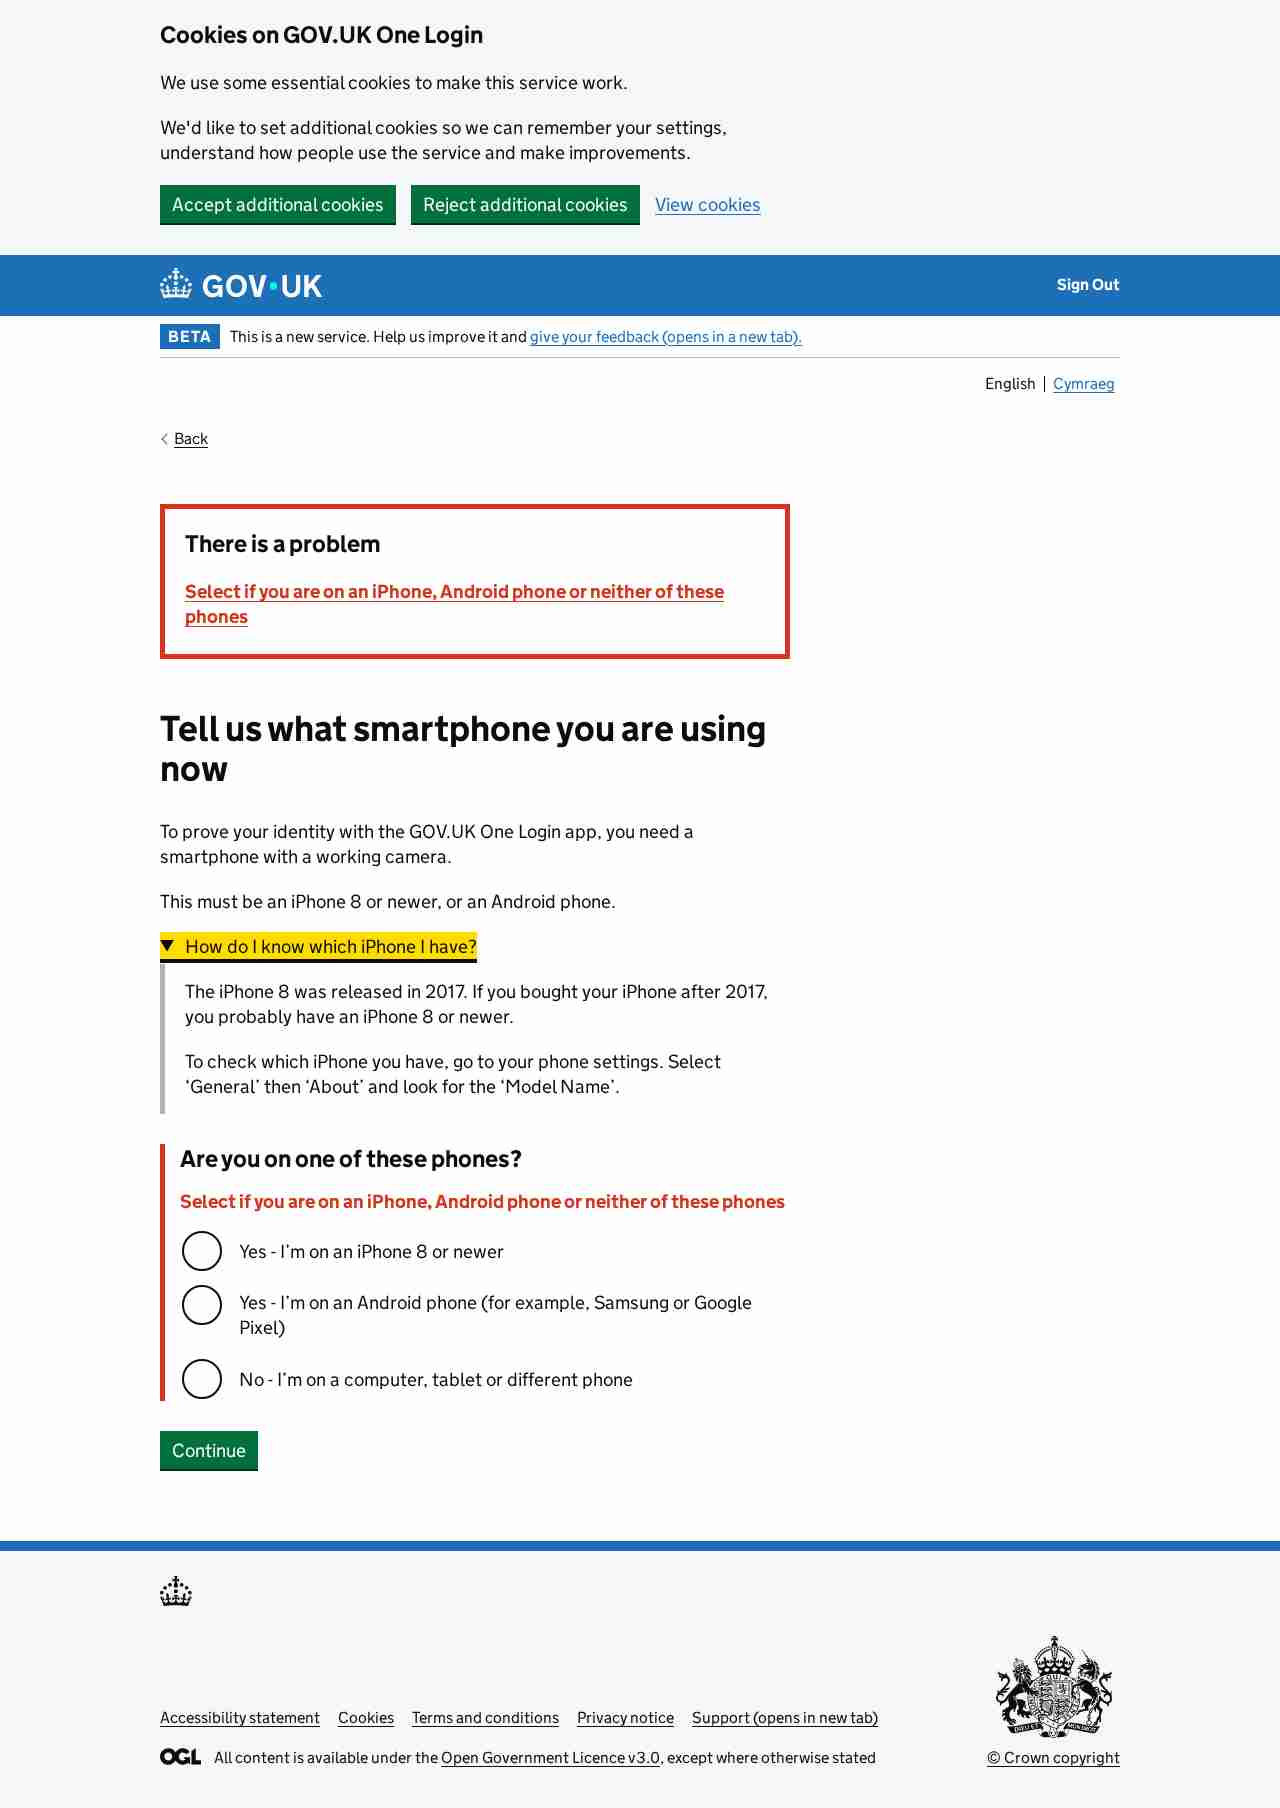 Cookies on GOV.UK One Login
We use some essential cookies to make this service work.
We'd like to set additional cookies so we can remember your settings,
understand how people use the service and make improvements.
Accept additional cookies Reject additional cookies View cookies
GOV·UK Sign Out
BETA This is a new service. Help us improve it and give your feedback (opens in a new tab).
English Cymraeg
Back
There is a problem
Select if you are on an iPhone, Android phone or neither of these
phones
Tell us what smartphone you are using
now
To prove your identity with the GOV.UK One Login app, you need a
smartphone with a working camera.
This must be an iPhone 8 or newer, or an Android phone.
How do I know which iPhone I have?
The iPhone 8 was released in 2017. If you bought your iPhone after 2017,
you probably have an iPhone 8 or newer.
To check which iPhone you have, go to your phone settings. Select
‘General’ then ‘About’ and look for the ‘Model Name’.
Are you on one of these phones?
Select if you are on an iPhone, Android phone or neither of these phones
Yes - I’m on an iPhone 8 or newer
Yes - I’m on an Android phone (for example, Samsung or Google
Pixel)
No - I’m on a computer, tablet or different phone
Continue
Accessibility statement Cookies Terms and conditions Privacy notice Support (opens in new tab)
OGL All content is available under the Open Government Licence v3.0, except where otherwise stated
© Crown copyright